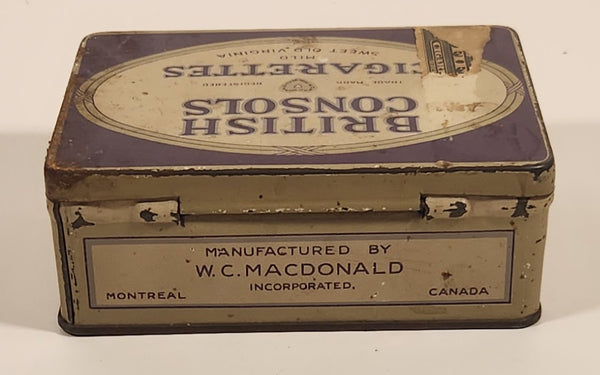 BRITISH
CONSOLS
TRADE MARK REGISTERED
CIGARETTES
MILD
SWEET OLD VIRGINIA
MANUFACTURED BY
W.C. MACDONALD
INCORPORATED.
MONTREAL CANADA